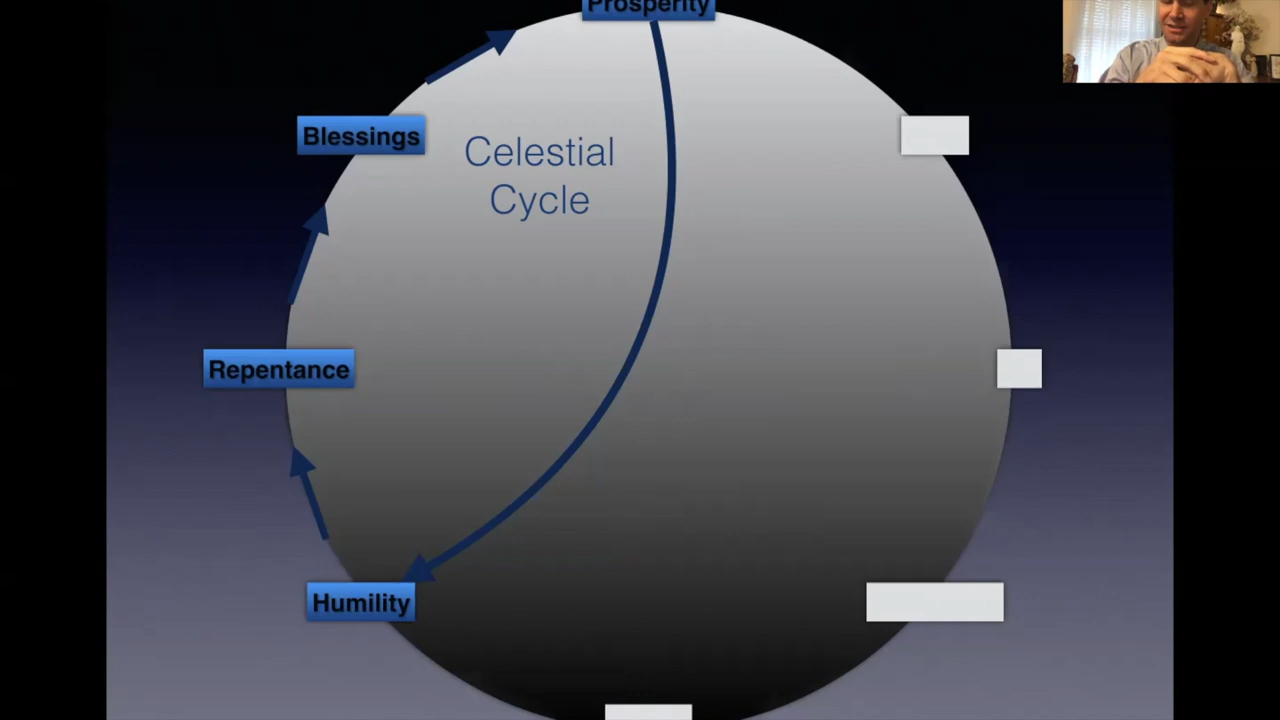 Prosperity
Blessings
Celestial
Cycle
Repentance
Humility